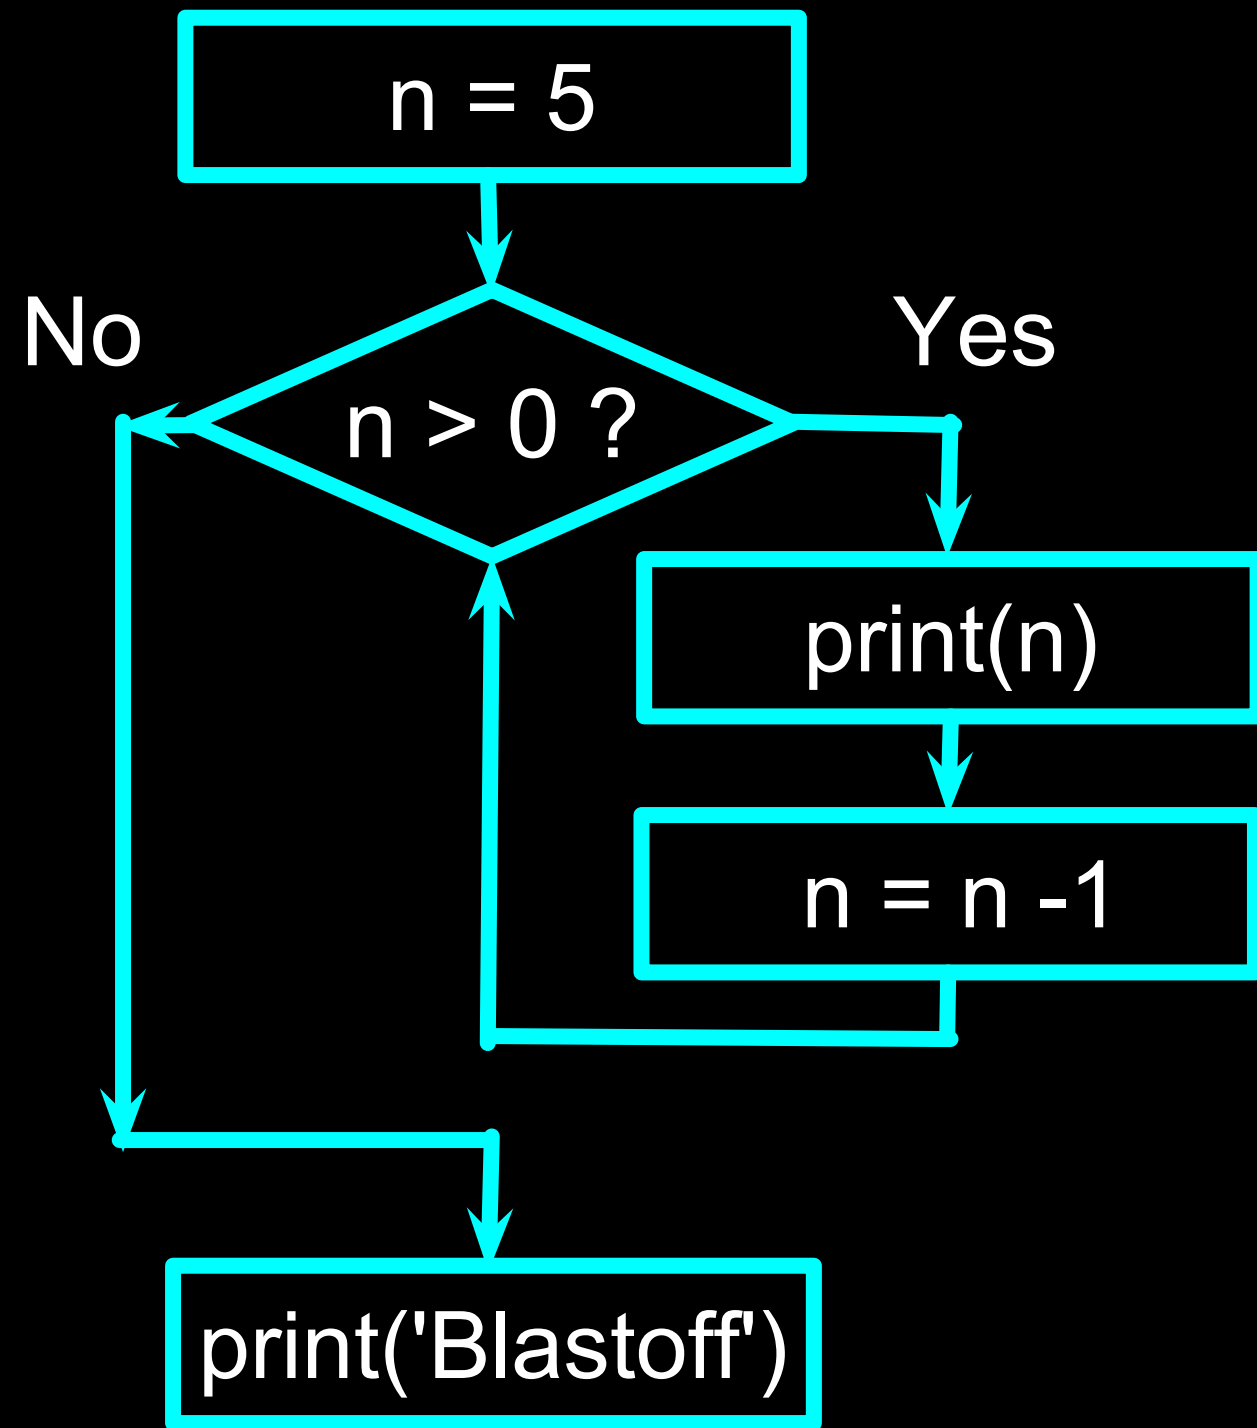 n = 5
No
Yes
n > 0 ?
print(n)
n = n -1
print('Blastoff')